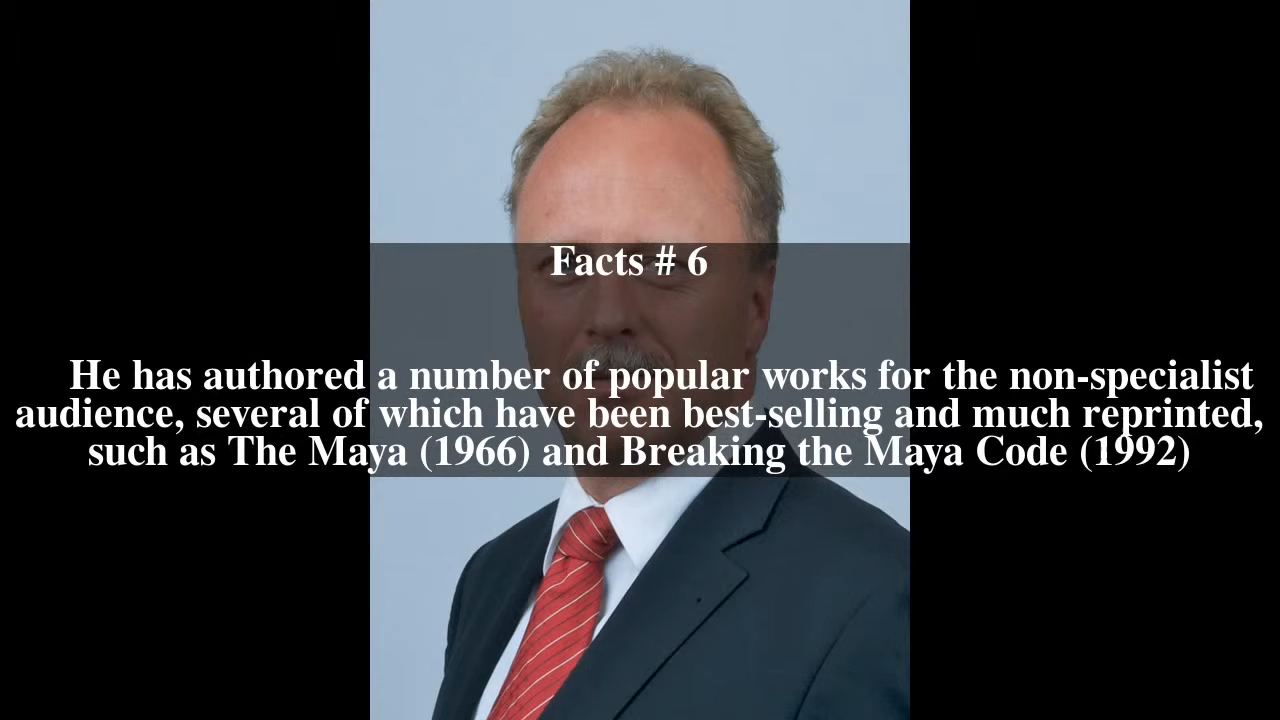 Facts # 6
He has authored a number of popular works for the non-specialist
audience, several of which have been best-selling and much reprinted,
such as The Maya (1966) and Breaking the Maya Code (1992)